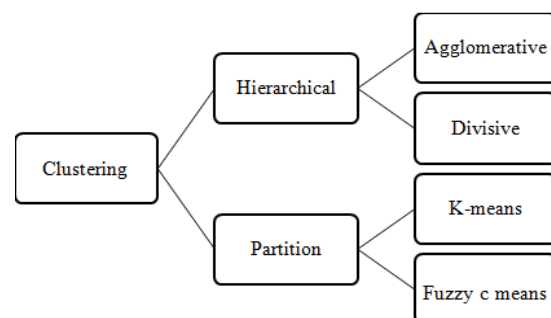 Clustering
Hierarchical
Agglomerative
Divisive
Partition
K-means
Fuzzy c means